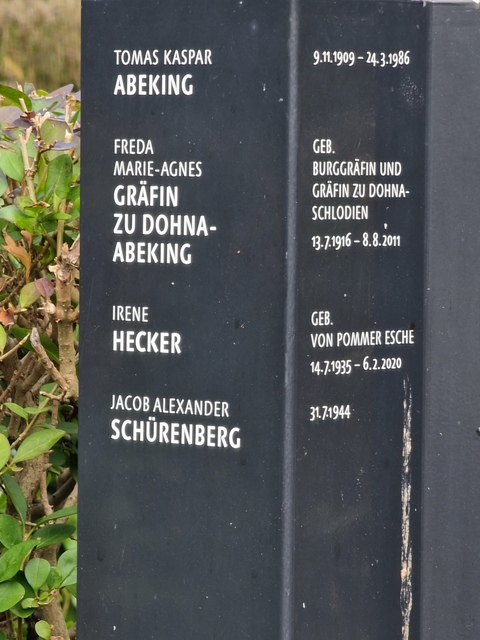 TOMAS KASPAR
ABEKING
9.11.1909 – 24.3.1986
FREDA
MARIE-AGNES
GRÄFIN
ZU DOHNA-
ABEKING
GEB.
BURGGRÄFIN UND
GRÄFIN ZU DOHNA-
SCHLODIEN
13.7.1916 – 8.8.2011
IRENE
HECKER
GEB.
VON POMMER ESCHE
14.7.1935 – 6.2.2020
JACOB ALEXANDER
SCHÜRENBERG
31.7.1944